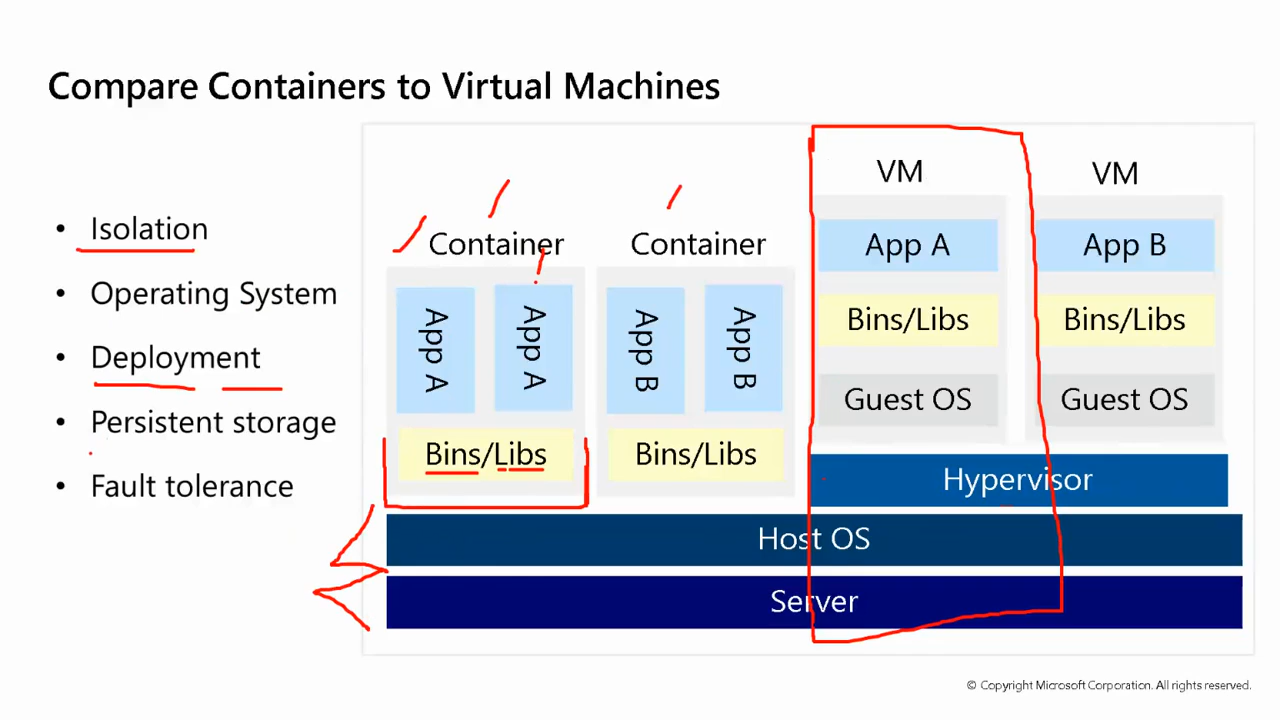 Compare Containers to Virtual Machines
• Isolation
• Operating System
• Deployment
• Persistent storage
• Fault tolerance
Container
App A
App A
Bins/Libs
Container
App B
App B
Bins/Libs
VM
App A
Bins/Libs
Guest OS
VM
App B
Bins/Libs
Guest OS
Hypervisor
Host OS
Server
© Copyright Microsoft Corporation. All rights reserved.